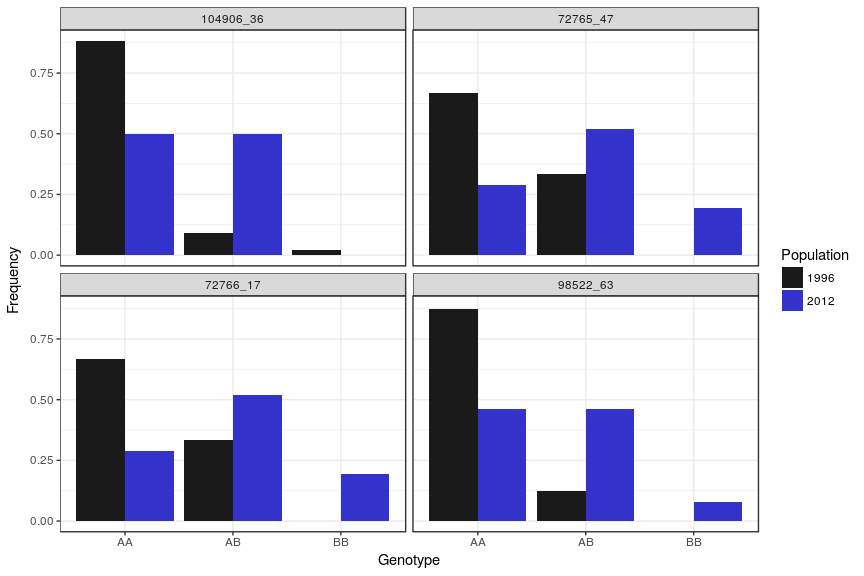 104906_36
72765_47
0.75
0.50
0.25
0.00
72766_17
98522_63
0.75
0.50
0.25
0.00
AA
AB
BB
AA
AB
BB
Genotype
Frequency
Population
1996
2012